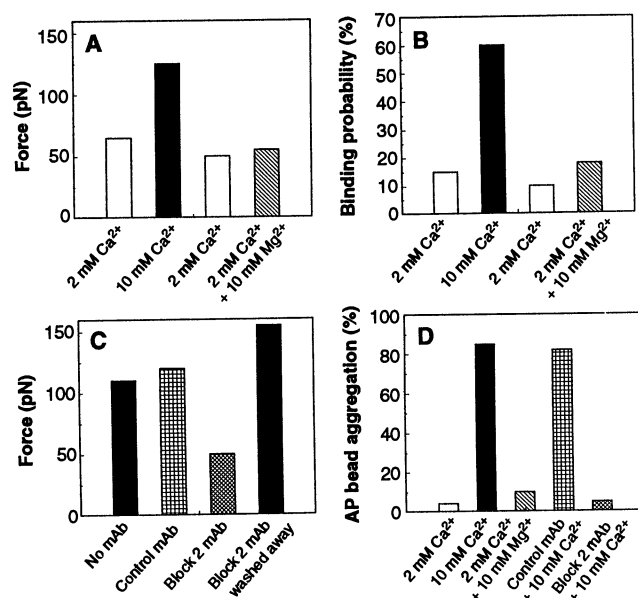 A
Force (pN)
150
100
50
0
2 mM Ca²⁺
10 mM Ca²⁺
2 mM Ca²⁺
2 mM Ca²⁺
+ 10 mM Mg²⁺
B
Binding probability (%)
70
60
50
40
30
20
10
0
2 mM Ca²⁺
10 mM Ca²⁺
2 mM Ca²⁺
2 mM Ca²⁺
+ 10 mM Mg²⁺
C
Force (pN)
150
100
50
0
No mAb
Control mAb
Block 2 mAb
Block 2 mAb
washed away
D
AP bead aggregation (%)
100
80
60
40
20
0
2 mM Ca²⁺
10 mM Ca²⁺
2 mM Ca²⁺
+ 10 mM Mg²⁺
Control mAb
+ 10 mM Ca²⁺
Block 2 mAb
+ 10 mM Ca²⁺